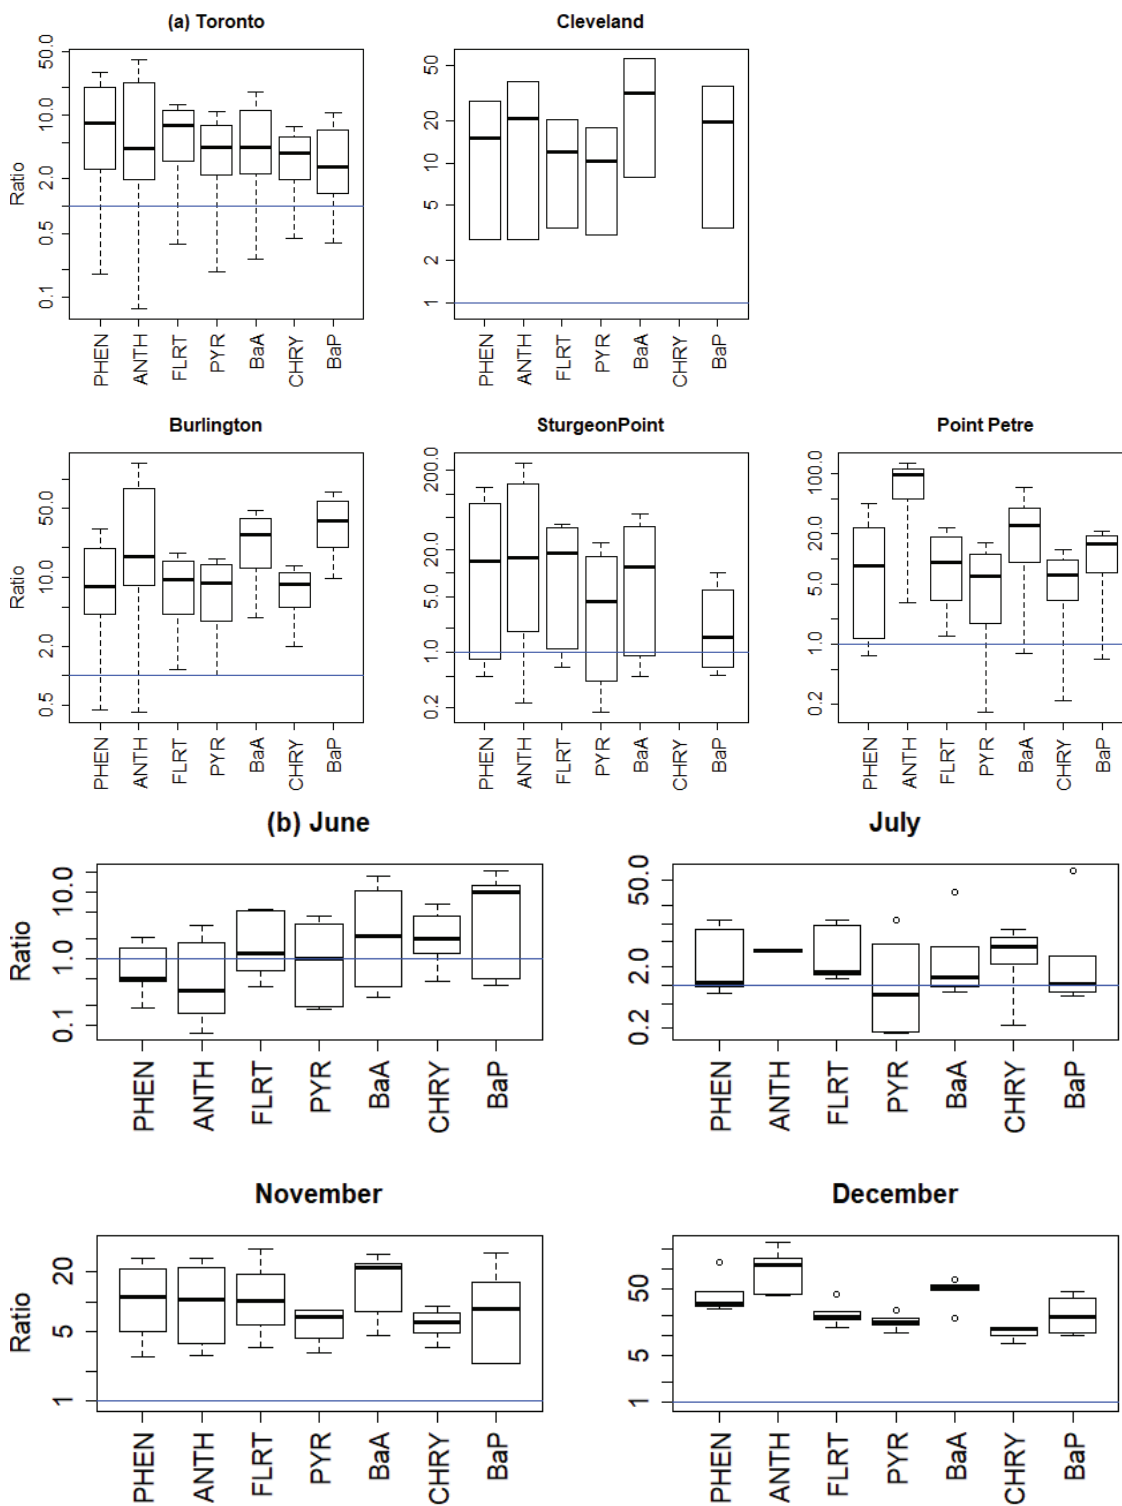 (a) Toronto
Ratio
50.0
10.0
2.0
0.5
0.1
PHEN ANTH FLRT PYR BaA CHRY BaP
Cleveland
50
20
10
5
2
1
PHEN ANTH FLRT PYR BaA CHRY BaP
Burlington
Ratio
50.0
10.0
2.0
0.5
PHEN ANTH FLRT PYR BaA CHRY BaP
SturgeonPoint
200.0
20.0
5.0
1.0
0.2
PHEN ANTH FLRT PYR BaA CHRY BaP
Point Petre
100.0
20.0
5.0
1.0
0.2
PHEN ANTH FLRT PYR BaA CHRY BaP
(b) June
Ratio
10.0
1.0
0.1
PHEN ANTH FLRT PYR BaA CHRY BaP
July
50.0
2.0
0.2
PHEN ANTH FLRT PYR BaA CHRY BaP
November
Ratio
20
5
1
PHEN ANTH FLRT PYR BaA CHRY BaP
December
50
5
1
PHEN ANTH FLRT PYR BaA CHRY BaP